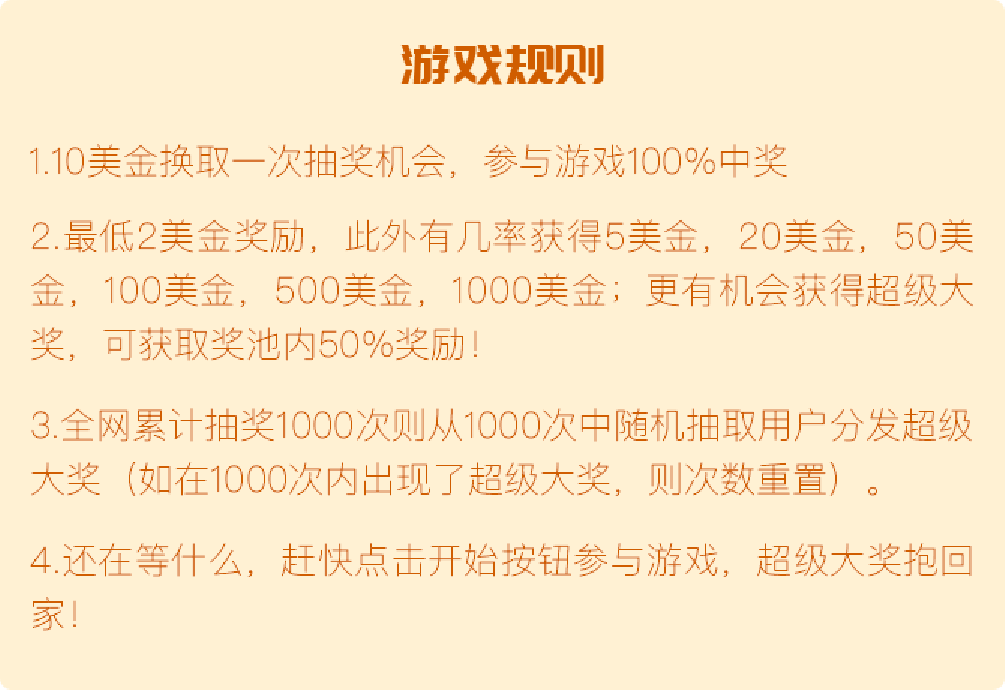 游戏规则
1.10美金换取一次抽奖机会，参与游戏100%中奖
2.最低2美金奖励，此外有几率获得5美金，20美金，50美
金，100美金，500美金，1000美金；更有机会获得超级大
奖，可获取奖池内50%奖励！
3.全网累计抽奖1000次则从1000次中随机抽取用户分发超级
大奖（如在1000次内出现了超级大奖，则次数重置）。
4.还在等什么，赶快点击开始按钮参与游戏，超级大奖抱回
家！